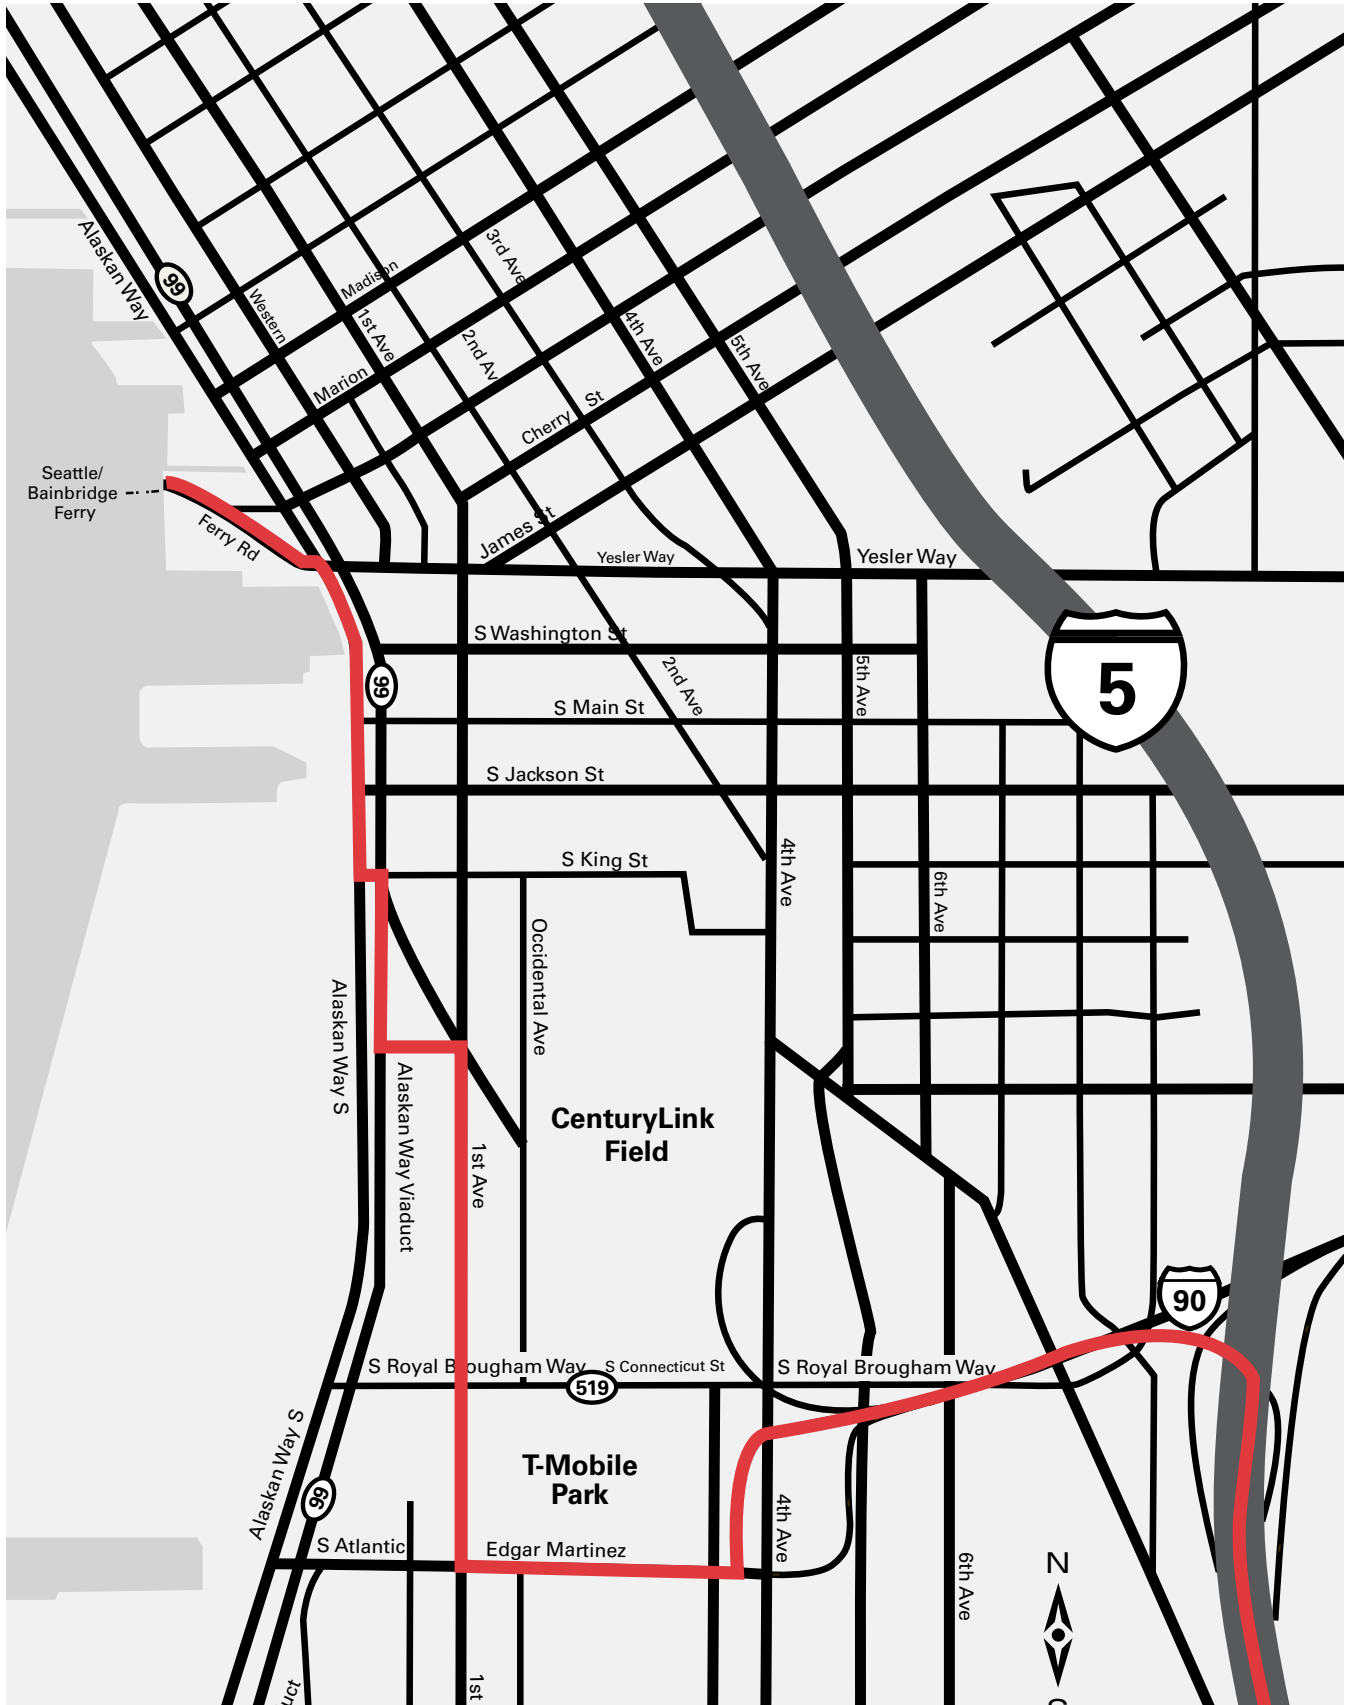 Alaskan Way
99
Western
Madison
1st Ave
3rd Ave
2nd Av
4th Ave
5th Ave
Marion
Cherry St
James St
Seattle/
Bainbridge
Ferry
Ferry Rd
Yesler Way
Yesler Way
S Washington St
99
2nd Ave
5th Ave
5
S Main St
S Jackson St
4th Ave
S King St
6th Ave
Occidental Ave
Alaskan Way S
Alaskan Way Viaduct
CenturyLink
Field
1st Ave
90
S Royal Brougham Way
S Connecticut St
S Royal Brougham Way
519
Alaskan Way S
99
T-Mobile
Park
4th Ave
S Atlantic
Edgar Martinez
6th Ave
N
1st